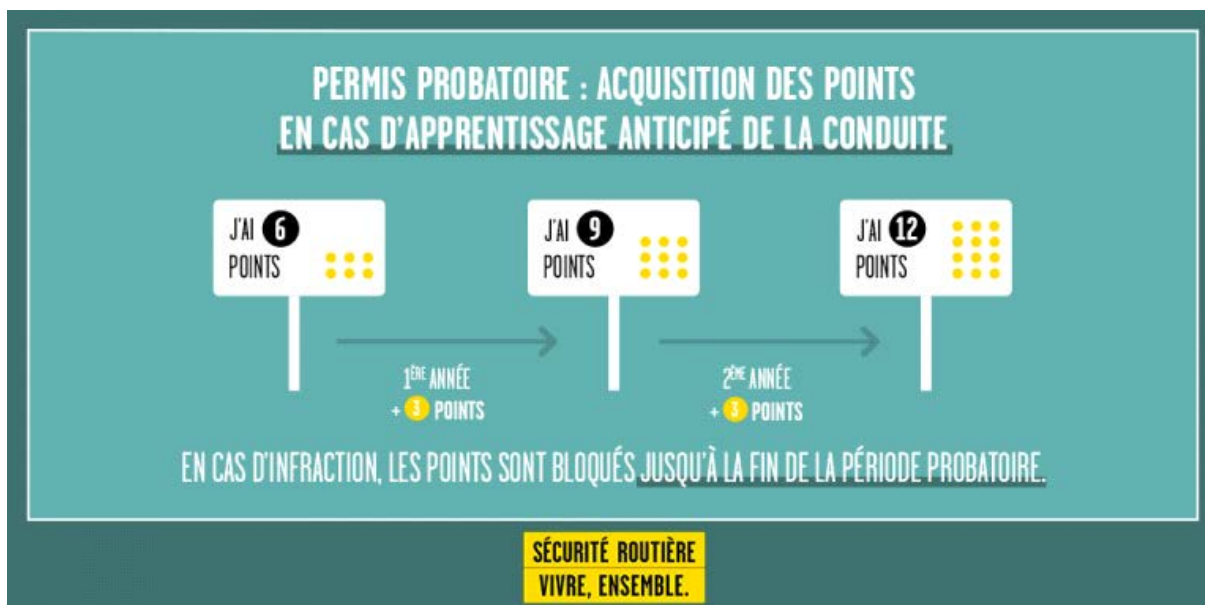 PERMIS PROBATOIRE : ACQUISITION DES POINTS
EN CAS D'APPRENTISSAGE ANTICIPÉ DE LA CONDUITE
J'AI 6
POINTS
J'AI 9
POINTS
J'AI 12
POINTS
1ÈRE ANNÉE
+ 3 POINTS
2ÈME ANNÉE
+ 3 POINTS
EN CAS D'INFRACTION, LES POINTS SONT BLOQUÉS JUSQU'À LA FIN DE LA PÉRIODE PROBATOIRE.
SÉCURITÉ ROUTIÈRE
VIVRE, ENSEMBLE.